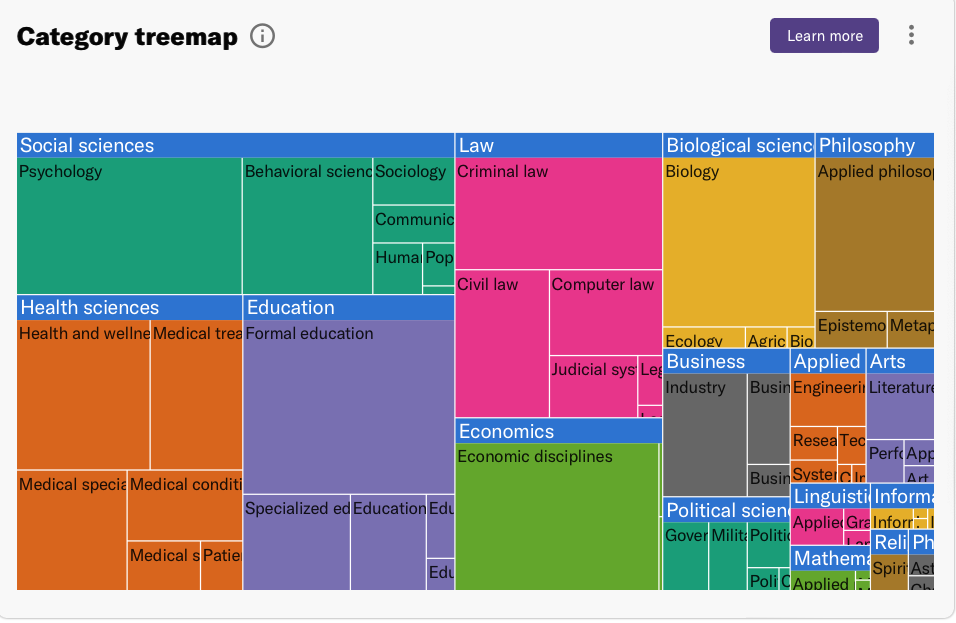 Category treemap
Learn more
Social sciences
Psychology
Behavioral scienc
Sociology
Communic
Huma
Pop
Health sciences
Health and wellne
Medical trea
Medical specia
Medical conditi
Medical s
Patie
Education
Formal education
Specialized ed
Education
Edu
Edu
Law
Criminal law
Civil law
Computer law
Judicial sys
Leg
Economics
Economic disciplines
Biological scienc
Biology
Ecology
Agric
Bio
Philosophy
Applied philoso
Epistemo
Metap
Business
Industry
Busin
Busin
Political scien
Gover
Milita
Politic
Poli
C
Applied
Engineeri
Resea
Tec
System
C
In
Arts
Literature
Perfo
App
Art
Linguisti
Applied
Gra
Lan
Informa
Inforr
Mathema
Applied
Reli
Spiri
Ph
Ast